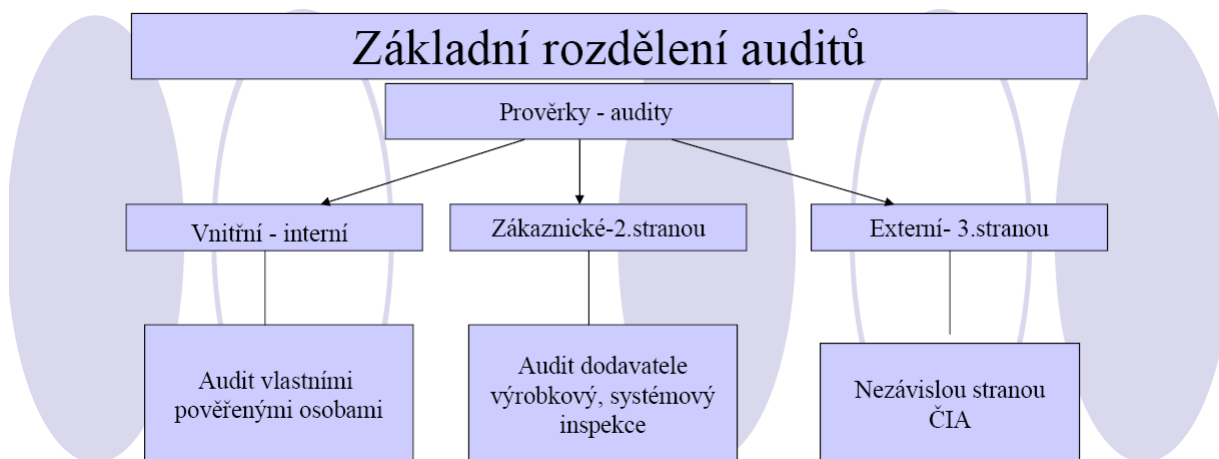 Základní rozdělení auditů
Prověrky - audity
Vnitřní - interní
Zákaznické-2.stranou
Externí- 3.stranou
Audit vlastními
pověřenými osobami
Audit dodavatele
výrobkový, systémový
inspekce
Nezávislou stranou
ČIA